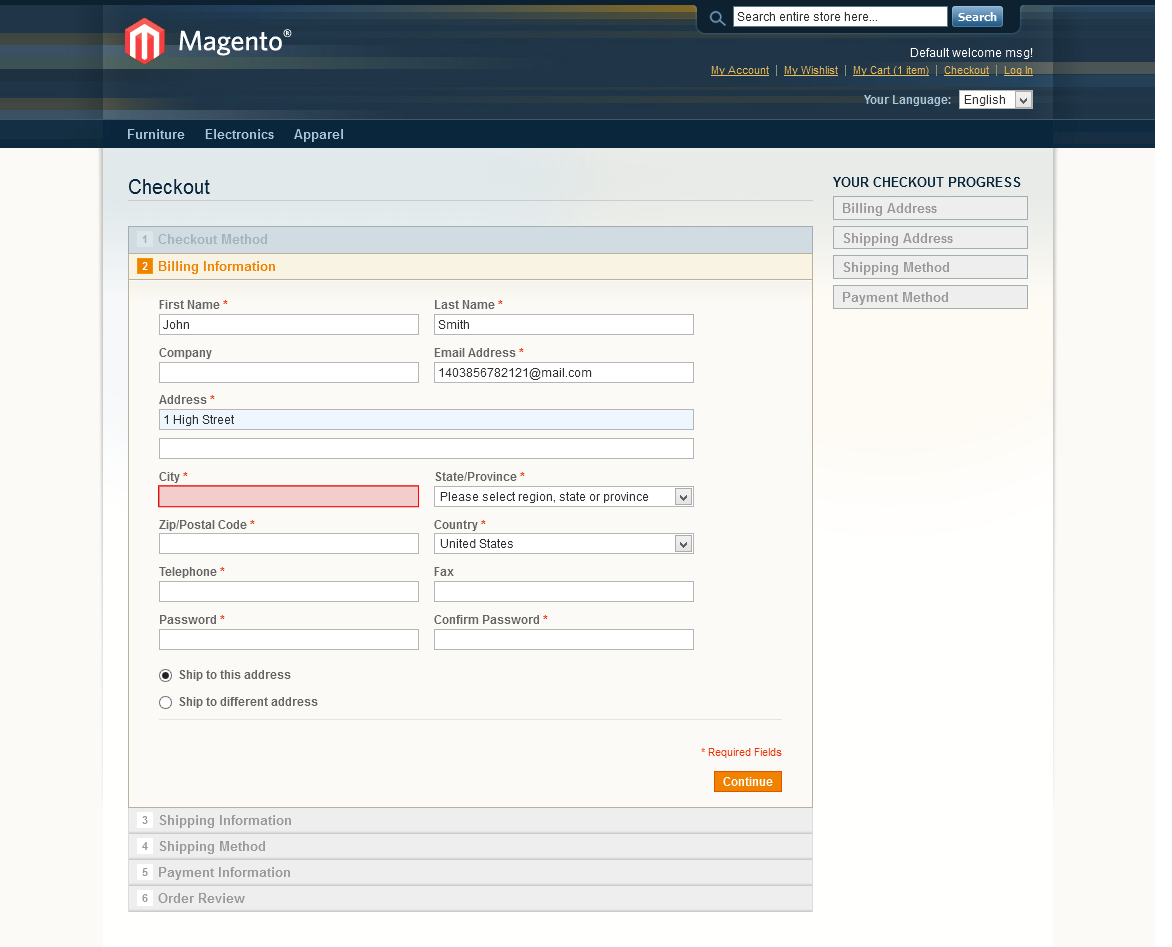 Search entire store here...
Search
Magento®
Default welcome msg!
My Account | My Wishlist | My Cart (1 item) | Checkout | Log In
Your Language: English
Furniture Electronics Apparel
Checkout
1 Checkout Method
2 Billing Information
First Name * Last Name *
John Smith
Company Email Address *
1403856782121@mail.com
Address *
1 High Street
City * State/Province *
Please select region, state or province
Zip/Postal Code * Country *
United States
Telephone * Fax
Password * Confirm Password *
Ship to this address
Ship to different address
* Required Fields
Continue
3 Shipping Information
4 Shipping Method
5 Payment Information
6 Order Review
YOUR CHECKOUT PROGRESS
Billing Address
Shipping Address
Shipping Method
Payment Method